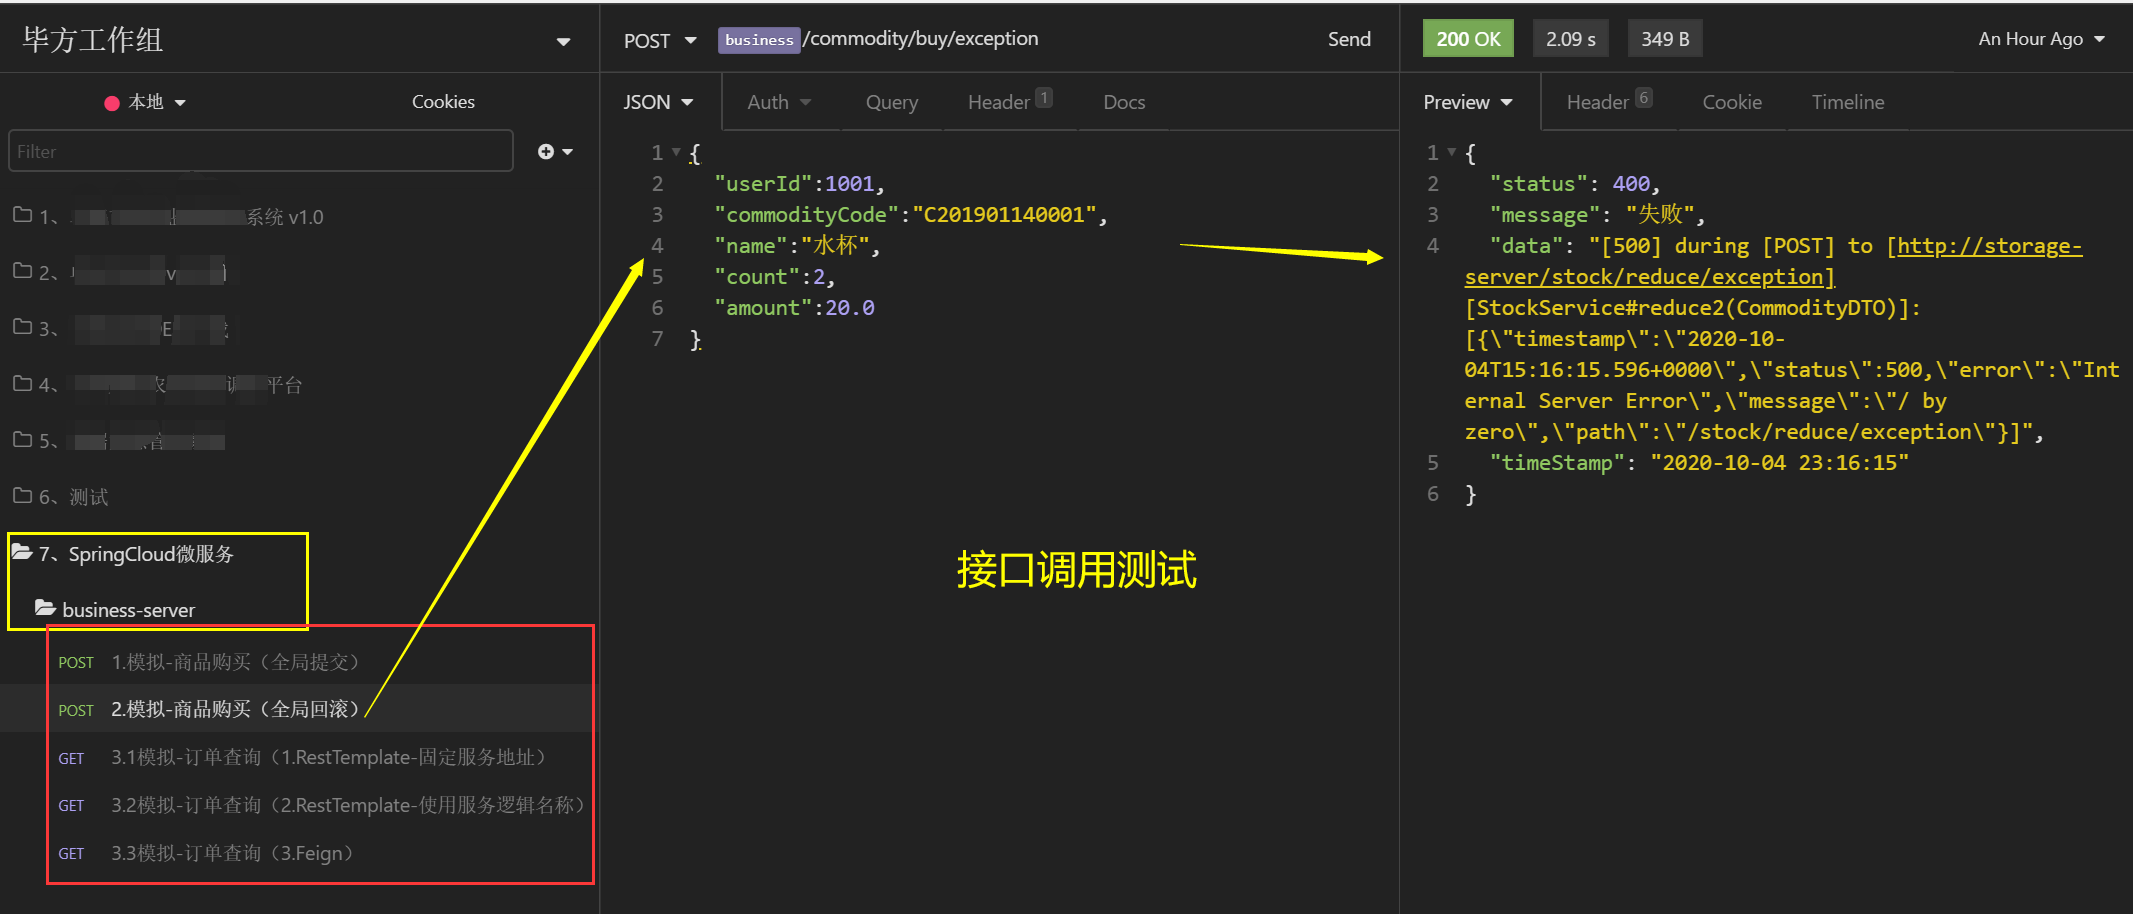 毕方工作组
本地
Cookies
Filter
1、
系统 v1.0
2、
3、
4、
平台
5、
6、测试
7、SpringCloud微服务
business-server
POST 1.模拟-商品购买（全局提交）
POST 2.模拟-商品购买（全局回滚）
GET 3.1模拟-订单查询（1.RestTemplate-固定服务地址）
GET 3.2模拟-订单查询（2.RestTemplate-使用服务逻辑名称）
GET 3.3模拟-订单查询（3.Feign）
POST business/commodity/buy/exception Send
JSON Auth Query Header 1 Docs
1 {
2 "userId":1001,
3 "commodityCode":"C201901140001",
4 "name":"水杯",
5 "count":2,
6 "amount":20.0
7 }
接口调用测试
200 OK 2.09 s 349 B An Hour Ago
Preview Header 6 Cookie Timeline
1 {
2 "status": 400,
3 "message": "失败",
4 "data": "[500] during [POST] to [http://storage-
server/stock/reduce/exception]
[StockService#reduce2(CommodityDTO)]:
[{\"timestamp\":\"2020-10-
04T15:16:15.596+0000\",\"status\":500,\"error\":\"Int
ernal Server Error\",\"message\":\"/ by
zero\",\"path\":\"/stock/reduce/exception\"}]",
5 "timeStamp": "2020-10-04 23:16:15"
6 }